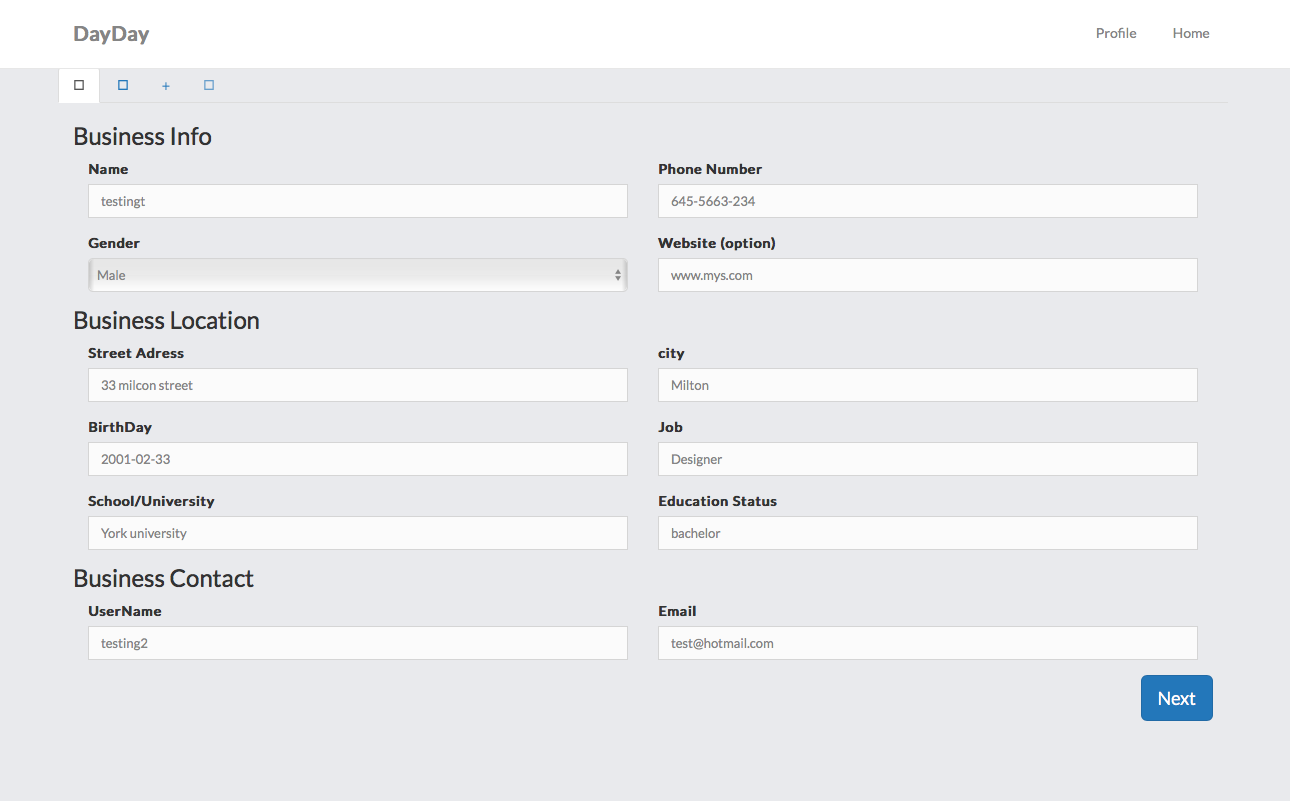 DayDay Profile Home
+
Business Info
Name Phone Number
testingt 645-5663-234
Gender Website (option)
Male www.mys.com
Business Location
Street Adress city
33 milcon street Milton
BirthDay Job
2001-02-33 Designer
School/University Education Status
York university bachelor
Business Contact
UserName Email
testing2 test@hotmail.com
Next